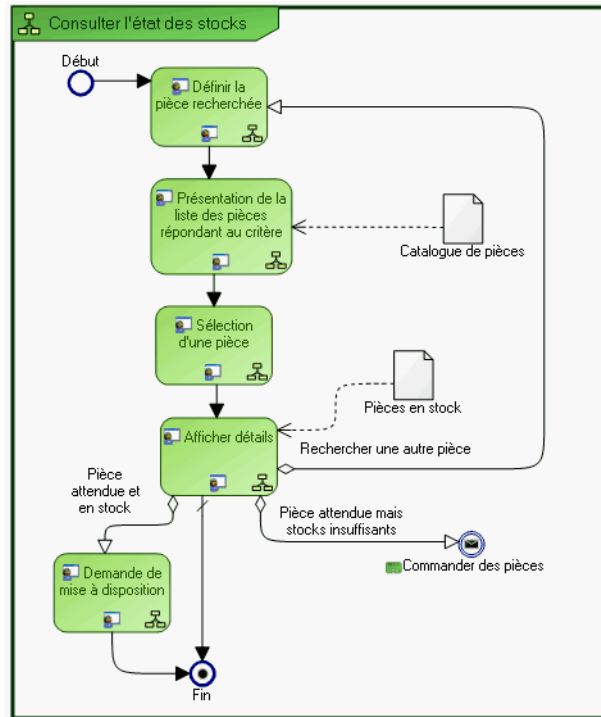 Consulter l'état des stocks
Début
Définir la
pièce recherchée
Présentation de la
liste des pièces
répondant au critère
Catalogue de pièces
Sélection
d'une pièce
Pièces en stock
Afficher détails
Rechercher une autre pièce
Pièce
attendue et
en stock
Pièce attendue mais
stocks insuffisants
Commander des pièces
Demande de
mise à disposition
Fin